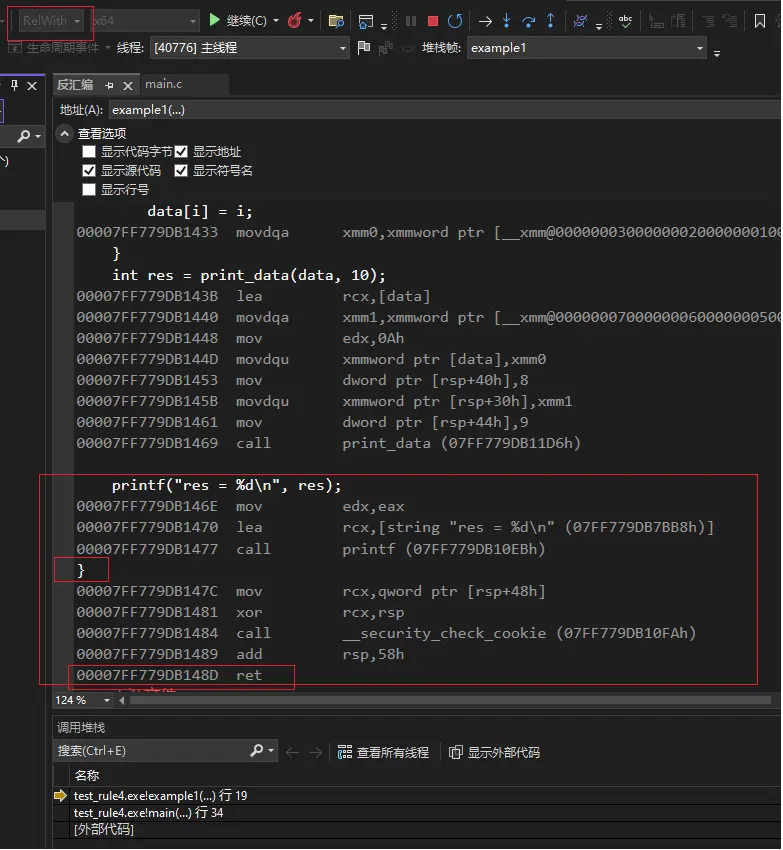 RelWith x64 继续(C)
生命周期事件 线程: [40776] 主线程 堆栈帧: example1
反汇编 main.c
地址(A): example1(...)
查看选项
显示代码字节 显示地址
显示源代码 显示符号名
显示行号
data[i] = i;
00007FF779DB1433 movdqa xmm0,xmmword ptr [__xmm@00000003000000020000000100
}
int res = print_data(data, 10);
00007FF779DB143B lea rcx,[data]
00007FF779DB1440 movdqa xmm1,xmmword ptr [__xmm@00000007000000060000000500
00007FF779DB1448 mov edx,0Ah
00007FF779DB144D movdqu xmmword ptr [data],xmm0
00007FF779DB1453 mov dword ptr [rsp+40h],8
00007FF779DB145B movdqu xmmword ptr [rsp+30h],xmm1
00007FF779DB1461 mov dword ptr [rsp+44h],9
00007FF779DB1469 call print_data (07FF779DB11D6h)
printf("res = %d\n", res);
00007FF779DB146E mov edx,eax
00007FF779DB1470 lea rcx,[string "res = %d\n" (07FF779DB7BB8h)]
00007FF779DB1477 call printf (07FF779DB10EBh)
}
00007FF779DB147C mov rcx,qword ptr [rsp+48h]
00007FF779DB1481 xor rcx,rsp
00007FF779DB1484 call __security_check_cookie (07FF779DB10FAh)
00007FF779DB1489 add rsp,58h
00007FF779DB148D ret
124 %
调用堆栈
搜索(Ctrl+E) 查看所有线程 显示外部代码
名称
test_rule4.exe!example1(...) 行 19
test_rule4.exe!main(...) 行 34
[外部代码]